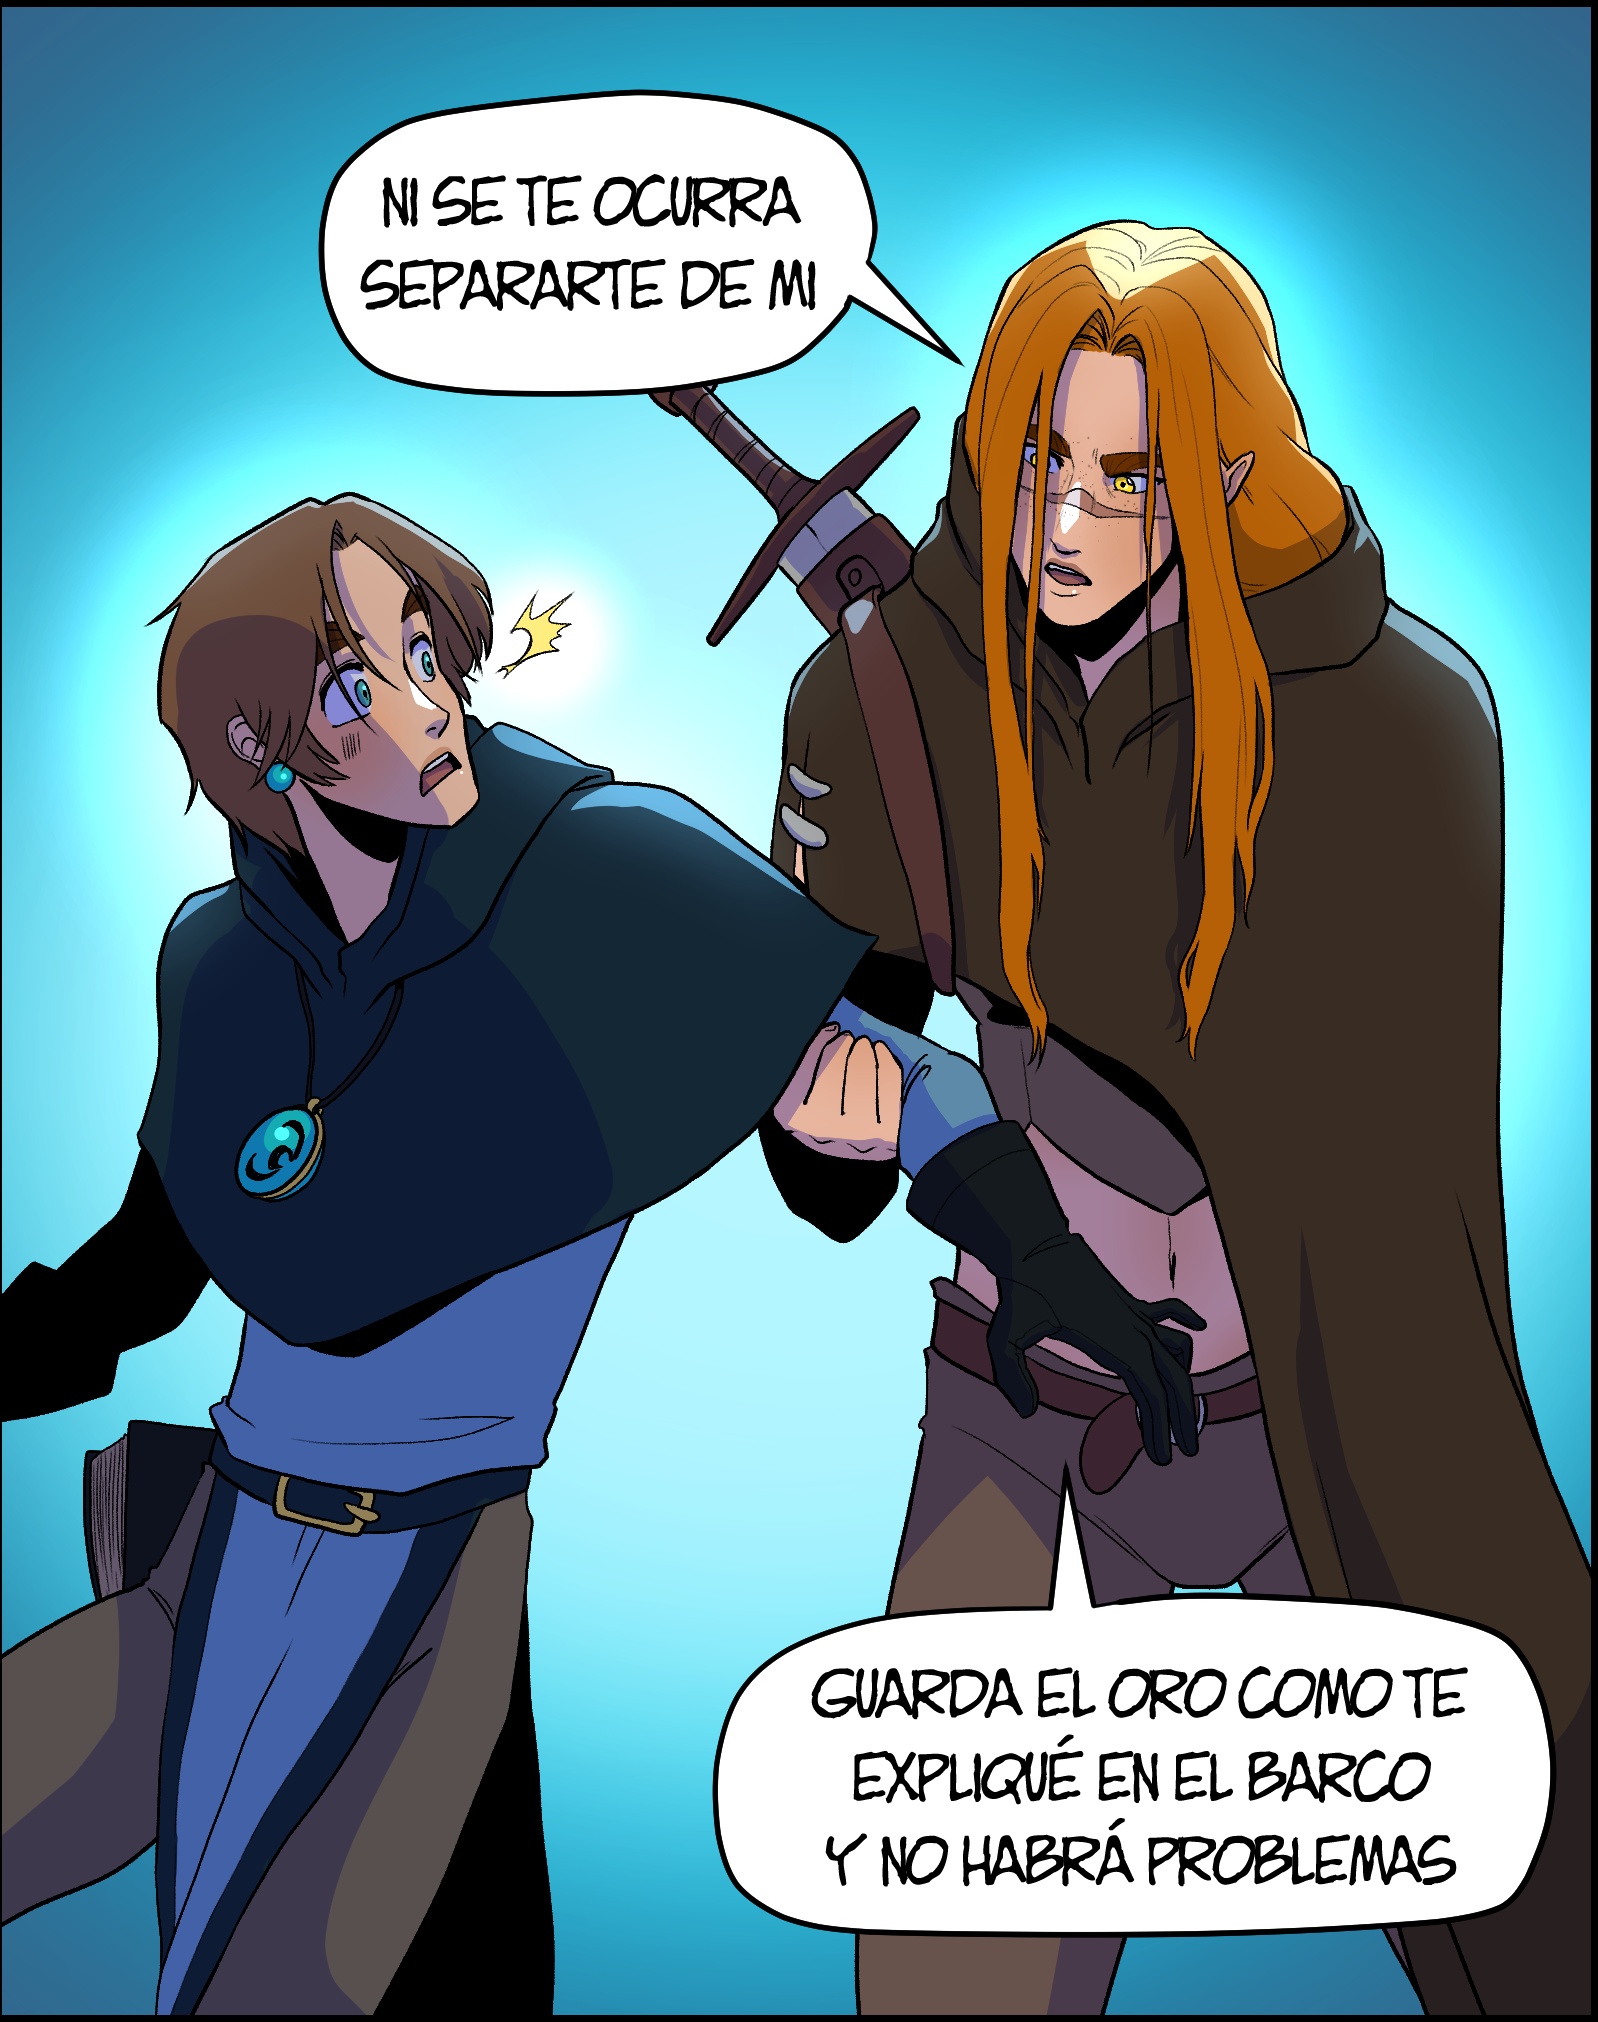 NI SE TE OCURRA
SEPARARTE DE MI
GUARDA EL ORO COMO TE
EXPLIQUÉ EN EL BARCO
Y NO HABRÁ PROBLEMAS